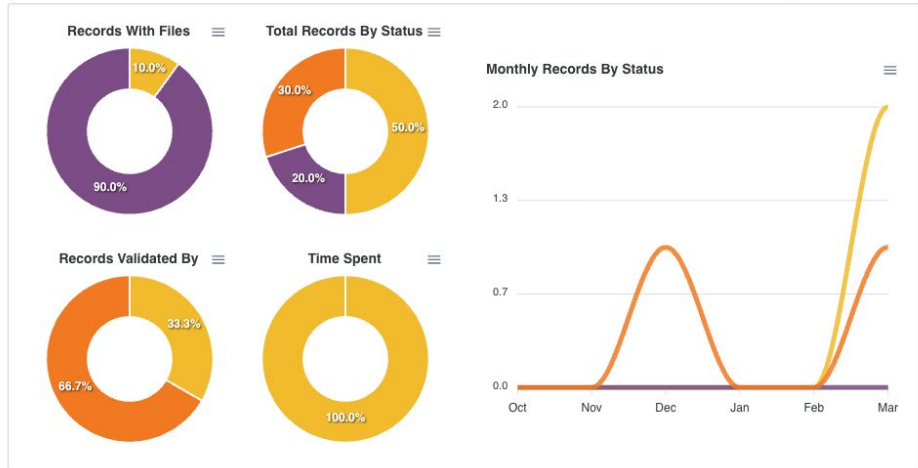 Records With Files
10.0%
90.0%
Total Records By Status
30.0%
50.0%
20.0%
Records Validated By
33.3%
66.7%
Time Spent
100.0%
Monthly Records By Status
2.0
1.3
0.7
0.0
Oct Nov Dec Jan Feb Mar